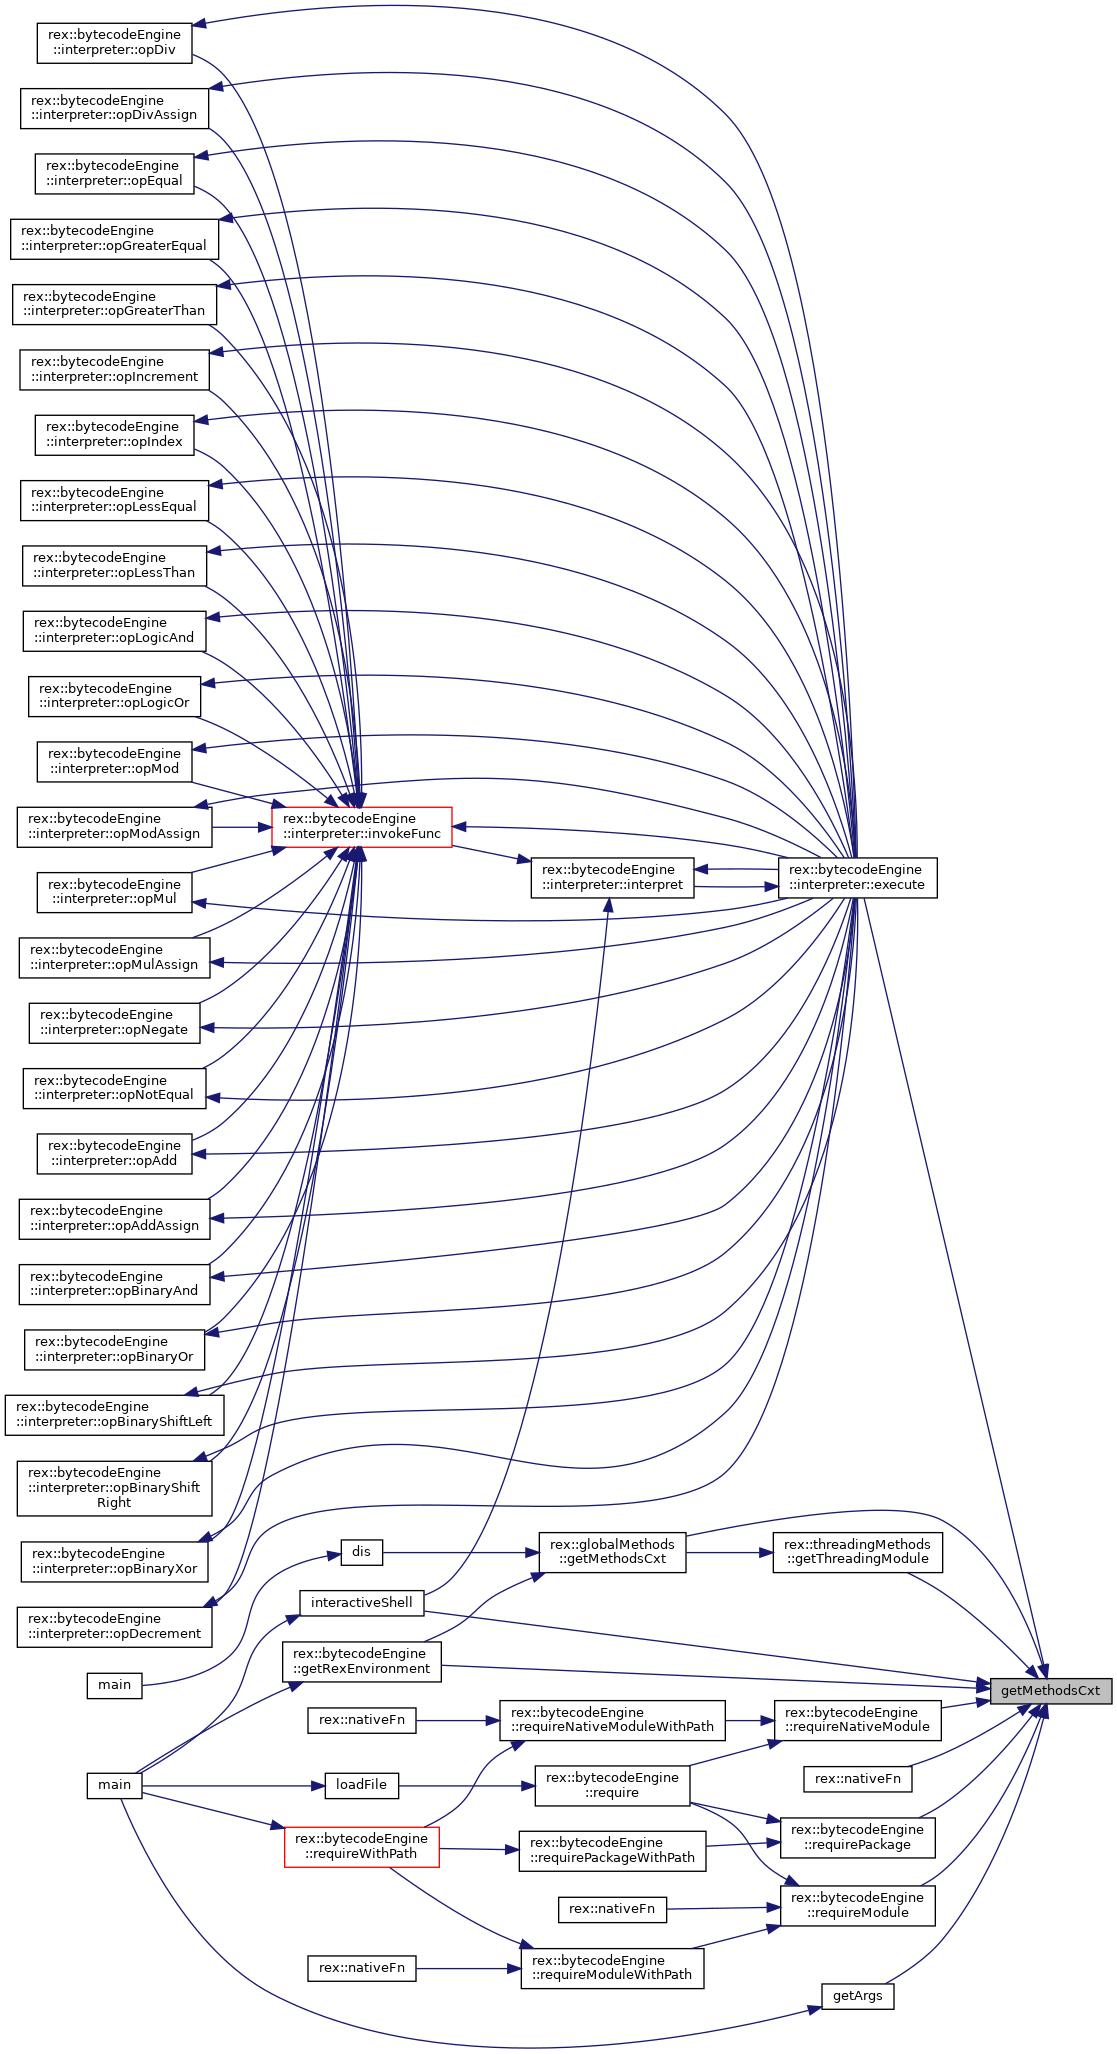 rex::bytecodeEngine
::interpreter::opDiv
rex::bytecodeEngine
::interpreter::opDivAssign
rex::bytecodeEngine
::interpreter::opEqual
rex::bytecodeEngine
::interpreter::opGreaterEqual
rex::bytecodeEngine
::interpreter::opGreaterThan
rex::bytecodeEngine
::interpreter::opIncrement
rex::bytecodeEngine
::interpreter::opIndex
rex::bytecodeEngine
::interpreter::opLessEqual
rex::bytecodeEngine
::interpreter::opLessThan
rex::bytecodeEngine
::interpreter::opLogicAnd
rex::bytecodeEngine
::interpreter::opLogicOr
rex::bytecodeEngine
::interpreter::opMod
rex::bytecodeEngine
::interpreter::opModAssign
rex::bytecodeEngine
::interpreter::invokeFunc
rex::bytecodeEngine
::interpreter::interpret
rex::bytecodeEngine
::interpreter::execute
rex::bytecodeEngine
::interpreter::opMul
rex::bytecodeEngine
::interpreter::opMulAssign
rex::bytecodeEngine
::interpreter::opNegate
rex::bytecodeEngine
::interpreter::opNotEqual
rex::bytecodeEngine
::interpreter::opAdd
rex::bytecodeEngine
::interpreter::opAddAssign
rex::bytecodeEngine
::interpreter::opBinaryAnd
rex::bytecodeEngine
::interpreter::opBinaryOr
rex::bytecodeEngine
::interpreter::opBinaryShiftLeft
rex::bytecodeEngine
::interpreter::opBinaryShift
Right
rex::bytecodeEngine
::interpreter::opBinaryXor
rex::bytecodeEngine
::interpreter::opDecrement
dis
rex::globalMethods
::getMethodsCxt
rex::threadingMethods
::getThreadingModule
interactiveShell
rex::bytecodeEngine
::getRexEnvironment
main
getMethodsCxt
rex::nativeFn
rex::bytecodeEngine
::requireNativeModuleWithPath
rex::bytecodeEngine
::requireNativeModule
main
loadFile
rex::bytecodeEngine
::require
rex::nativeFn
rex::bytecodeEngine
::requireWithPath
rex::bytecodeEngine
::requirePackageWithPath
rex::bytecodeEngine
::requirePackage
rex::nativeFn
rex::bytecodeEngine
::requireModule
rex::nativeFn
rex::bytecodeEngine
::requireModuleWithPath
getArgs